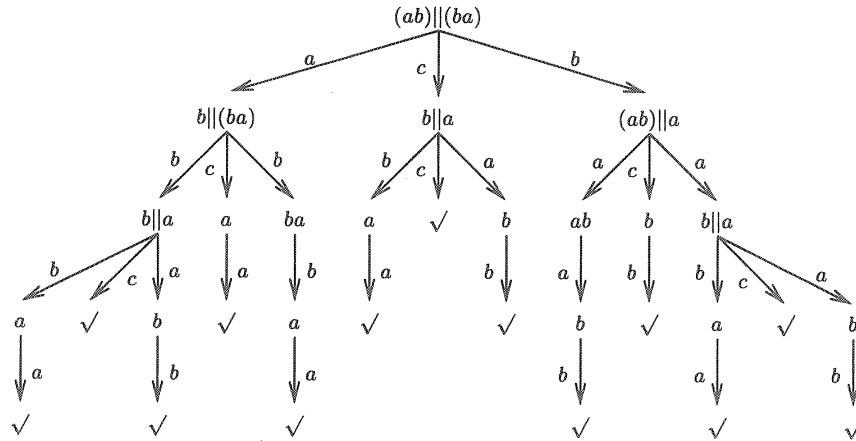 (ab)||(ba)
a c b
b||(ba) b||a (ab)||a
b c b b c a a c a
b||a a ba a √ b ab b b||a
b c a a b a b a b b c a
a √ b √ a √ √ b √ a √ b
a b a b a b
√ √ √ √ √ √